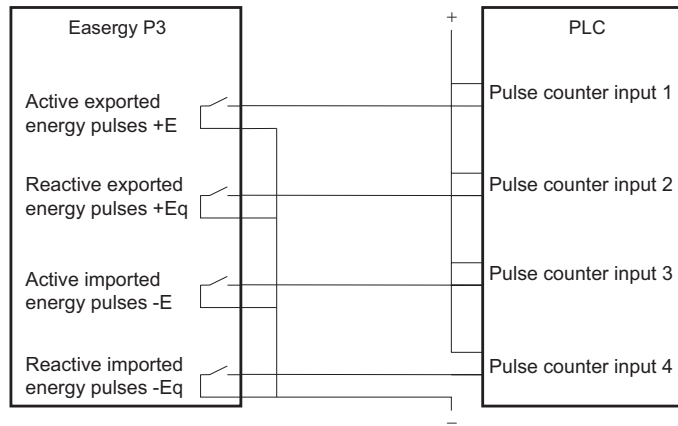 Easergy P3
+
PLC
Active exported
energy pulses +E
Pulse counter input 1
Reactive exported
energy pulses +Eq
Pulse counter input 2
Active imported
energy pulses -E
Pulse counter input 3
Reactive imported
energy pulses -Eq
Pulse counter input 4
–